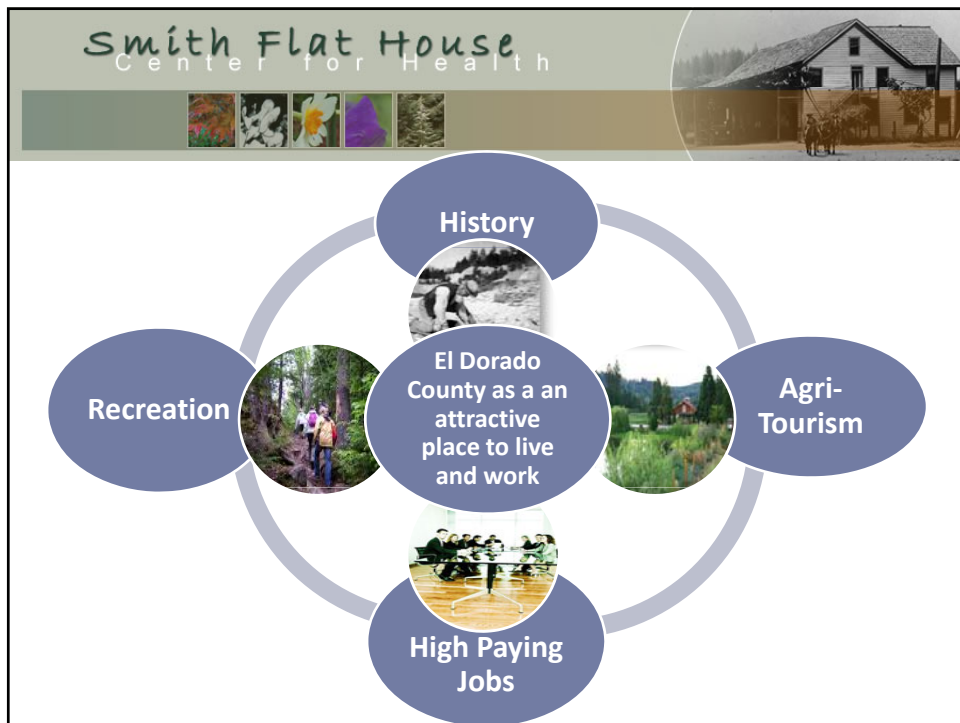 Smith Flat House
Center for Health
History
El Dorado
County as a an
attractive
place to live
and work
Recreation
Agri-
Tourism
High Paying
Jobs